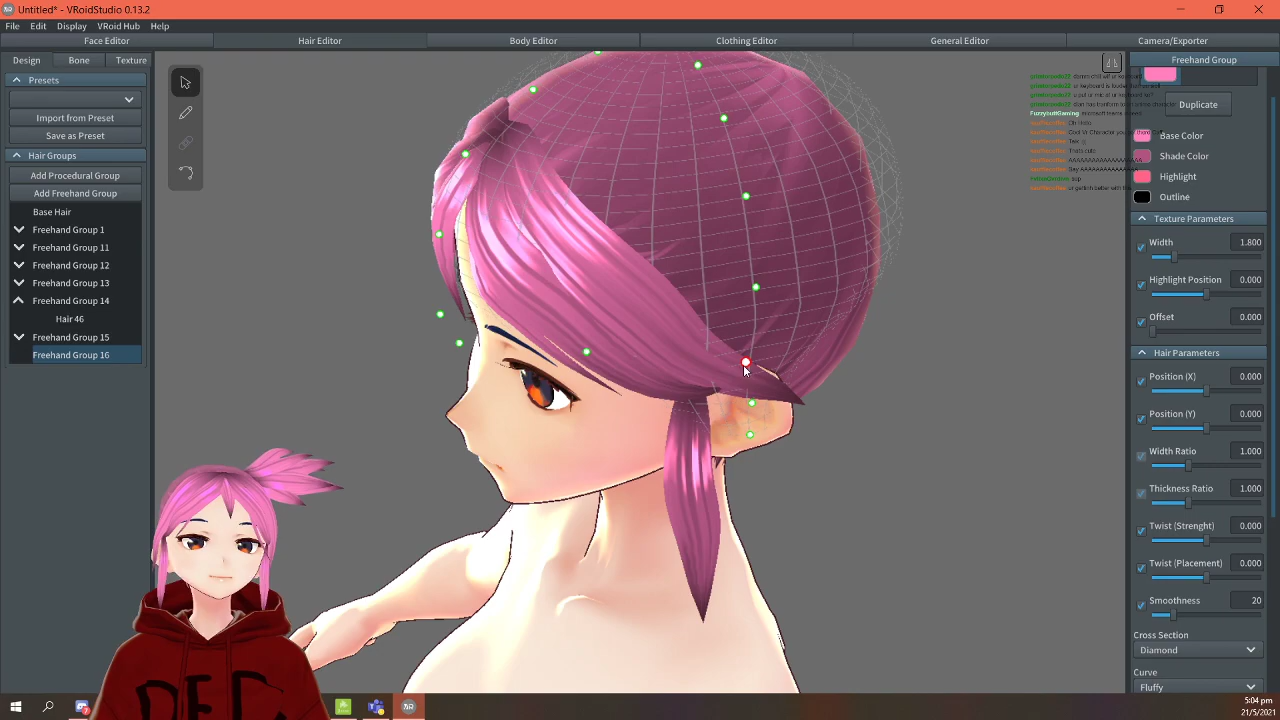 Untitled* - VRoidStudio 0.13.2
File Edit Display VRoid Hub Help
Face Editor Hair Editor Body Editor Clothing Editor General Editor Camera/Exporter
Design Bone Texture
Presets
Import from Preset
Save as Preset
Hair Groups
Add Procedural Group
Add Freehand Group
Base Hair
Freehand Group 1
Freehand Group 11
Freehand Group 12
Freehand Group 13
Freehand Group 14
Hair 46
Freehand Group 15
Freehand Group 16
FuzzybuttGaming
Freehand Group
Duplicate
Base Color
Shade Color
Highlight
Outline
Texture Parameters
Width 1.800
Highlight Position 0.000
Offset 0.000
Hair Parameters
Position (X) 0.000
Position (Y) 0.000
Width Ratio 1.000
Thickness Ratio 1.000
Twist (Strenght) 0.000
Twist (Placement) 0.000
Smoothness 20
Cross Section
Diamond
Curve
Fluffy
5:04 pm
21/5/2021